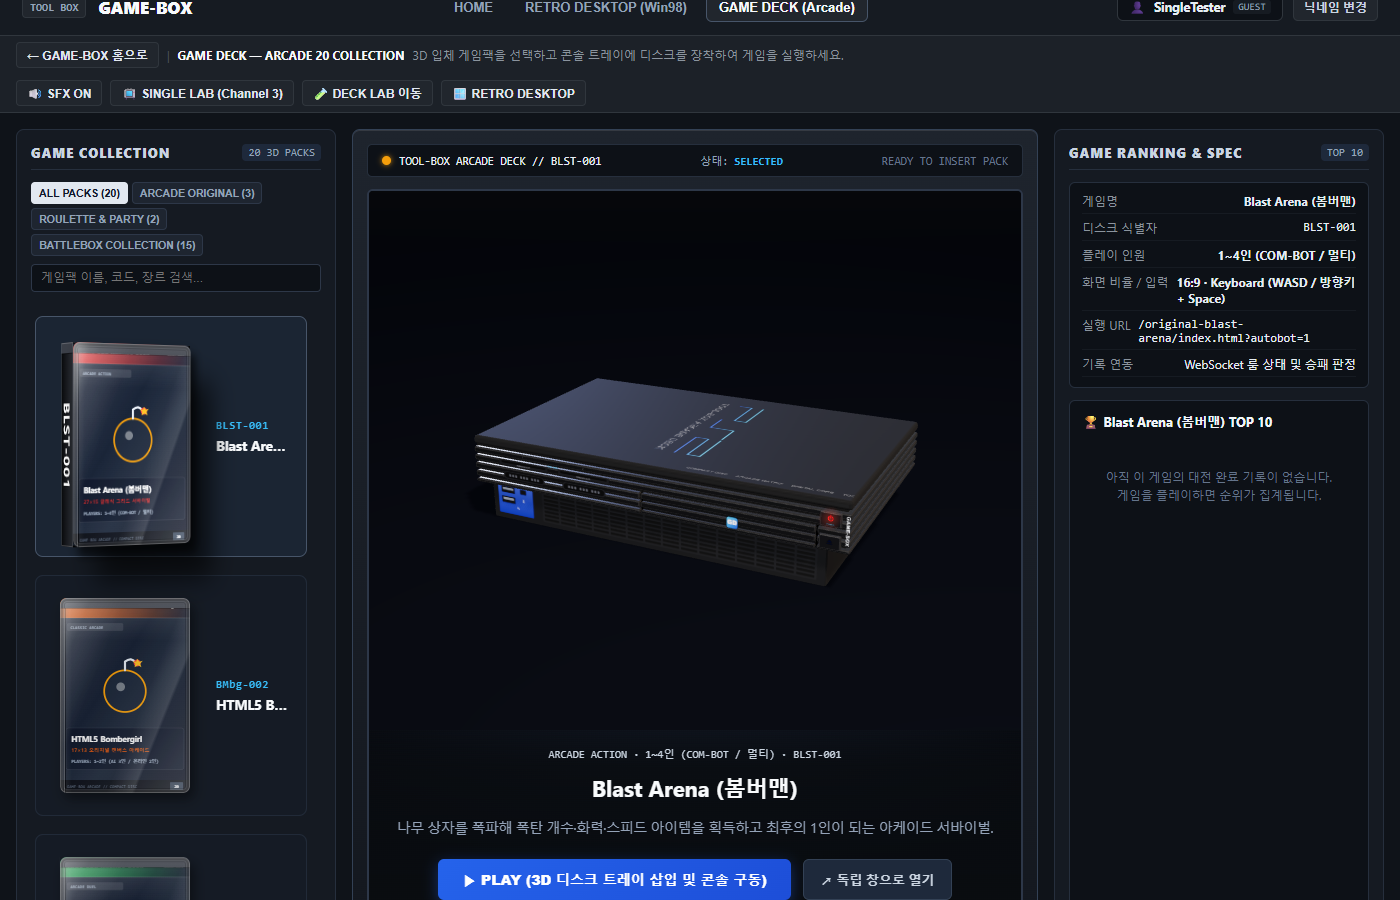 TOOL BOX GAME-BOX
HOME RETRO DESKTOP (Win98) GAME DECK (Arcade)
SingleTester GUEST 닉네임 변경
← GAME-BOX 홈으로 | GAME DECK — ARCADE 20 COLLECTION 3D 입체 게임팩을 선택하고 콘솔 트레이에 디스크를 장착하여 게임을 실행하세요.
SFX ON SINGLE LAB (Channel 3) DECK LAB 이동 RETRO DESKTOP
GAME COLLECTION 20 3D PACKS
ALL PACKS (20) ARCADE ORIGINAL (3)
ROULETTE & PARTY (2)
BATTLEBOX COLLECTION (15)
게임팩 이름, 코드, 장르 검색...
ARCADE ACTION
BLST-001
Blast Arena (봄버맨)
BLST-001
Blast Are...
CLASSIC ARCADE
HTML5 Bombergirl
BMbg-002
HTML5 B...
TOOL-BOX ARCADE DECK // BLST-001 상태: SELECTED READY TO INSERT PACK
GAME-BOX
ARCADE ACTION · 1~4인 (COM-BOT / 멀티) · BLST-001
Blast Arena (봄버맨)
나무 상자를 폭파해 폭탄 개수·화력·스피드 아이템을 획득하고 최후의 1인이 되는 아케이드 서바이벌.
▶ PLAY (3D 디스크 트레이 삽입 및 콘솔 구동) ↗ 독립 창으로 열기
GAME RANKING & SPEC TOP 10
게임명 Blast Arena (봄버맨)
디스크 식별자 BLST-001
플레이 인원 1~4인 (COM-BOT / 멀티)
화면 비율 / 입력 16:9 · Keyboard (WASD / 방향키
+ Space)
실행 URL /original-blast-
arena/index.html?autobot=1
기록 연동 WebSocket 룸 상태 및 승패 판정
🏆 Blast Arena (봄버맨) TOP 10
아직 이 게임의 대전 완료 기록이 없습니다.
게임을 플레이하면 순위가 집계됩니다.